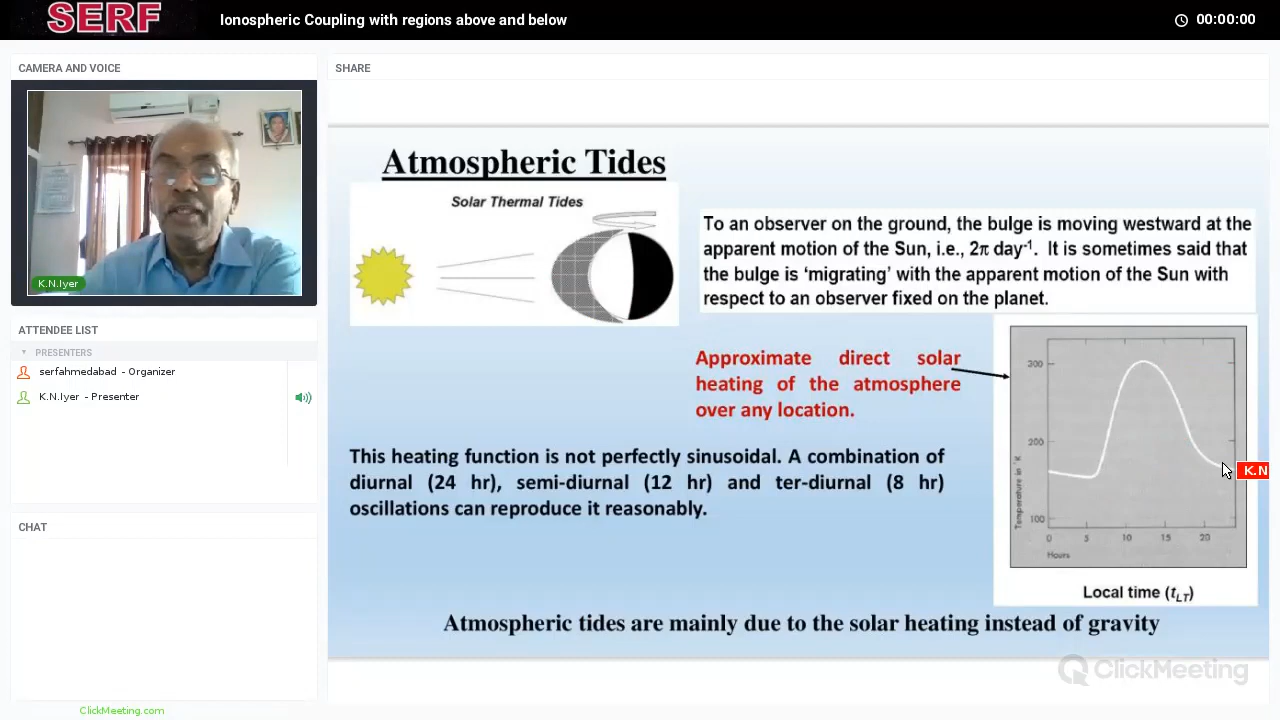 SERF
Ionospheric Coupling with regions above and below
00:00:00
CAMERA AND VOICE
K.N.Iyer
ATTENDEE LIST
PRESENTERS
serfahmedabad - Organizer
K.N.Iyer - Presenter
CHAT
ClickMeeting.com
SHARE
Atmospheric Tides
Solar Thermal Tides
To an observer on the ground, the bulge is moving westward at the
apparent motion of the Sun, i.e., 2π day⁻¹. It is sometimes said that
the bulge is ‘migrating’ with the apparent motion of the Sun with
respect to an observer fixed on the planet.
Approximate direct solar
heating of the atmosphere
over any location.
This heating function is not perfectly sinusoidal. A combination of
diurnal (24 hr), semi-diurnal (12 hr) and ter-diurnal (8 hr)
oscillations can reproduce it reasonably.
Temperature in °K
300
200
100
0 5 10 15 20
Hours
Local time (tLT)
K.N
Atmospheric tides are mainly due to the solar heating instead of gravity
ClickMeeting